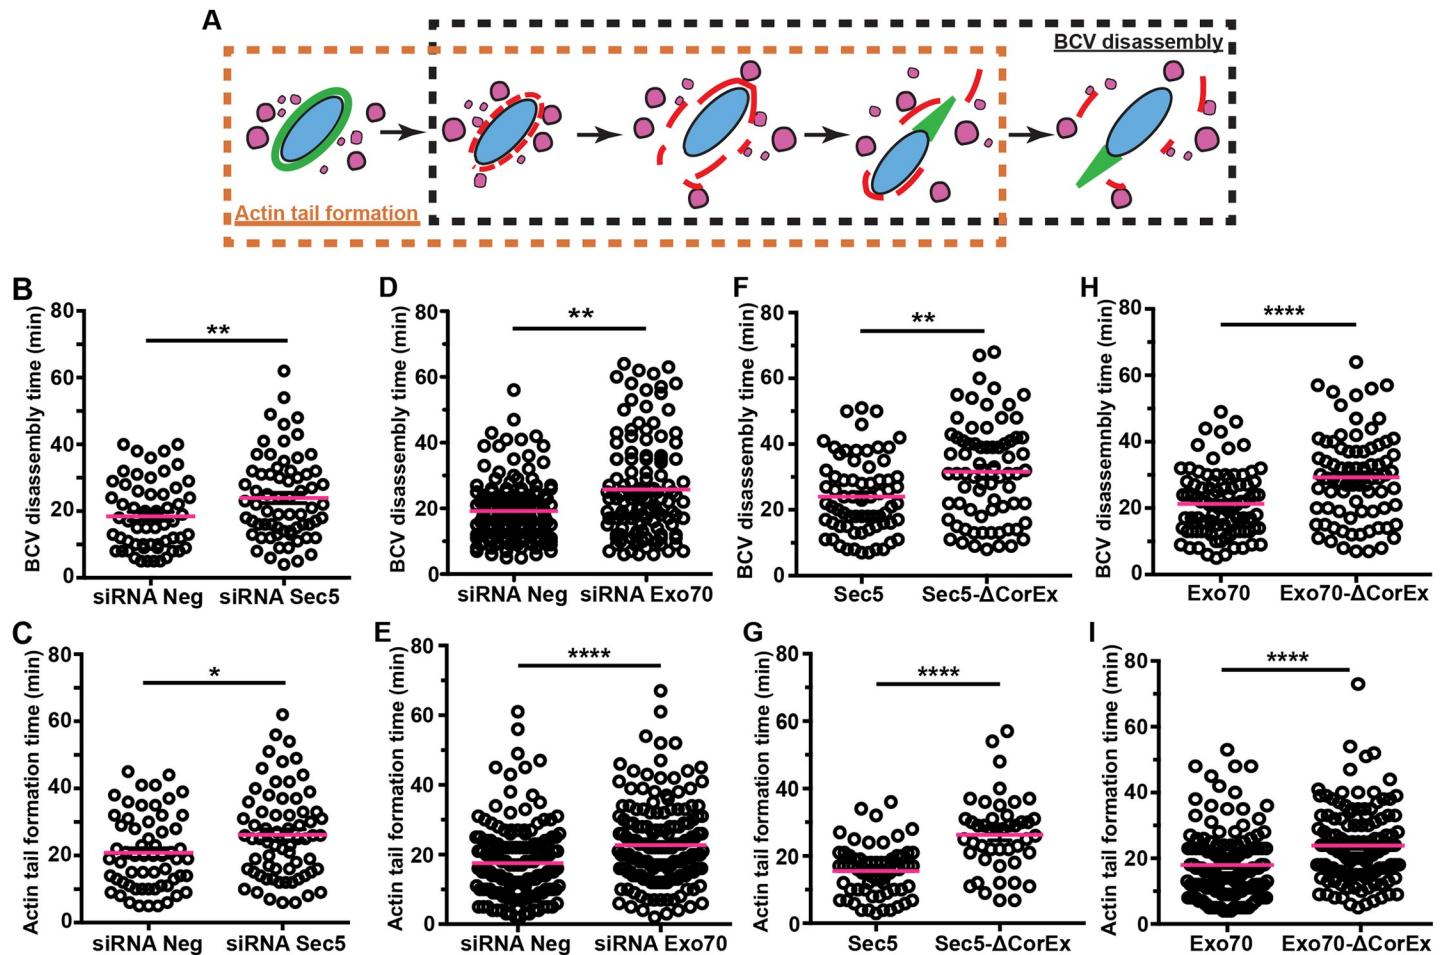 A
BCV disassembly
Actin tail formation
B
BCV disassembly time (min)
80
60
40
20
0
**
siRNA Neg
siRNA Sec5
D
BCV disassembly time (min)
80
60
40
20
0
**
siRNA Neg
siRNA Exo70
F
BCV disassembly time (min)
80
60
40
20
0
**
Sec5
Sec5-ΔCorEx
H
BCV disassemnbly time (min)
80
60
40
20
0
****
Exo70
Exo70-ΔCorEx
C
Actin tail formation time (min)
80
60
40
20
0
*
siRNA Neg
siRNA Sec5
E
Actin tail formation time (min)
80
60
40
20
0
****
siRNA Neg
siRNA Exo70
G
Actin tail formation time (min)
80
60
40
20
0
****
Sec5
Sec5-ΔCorEx
I
Actin tail formation time (min)
80
60
40
20
0
****
Exo70
Exo70-ΔCorEx